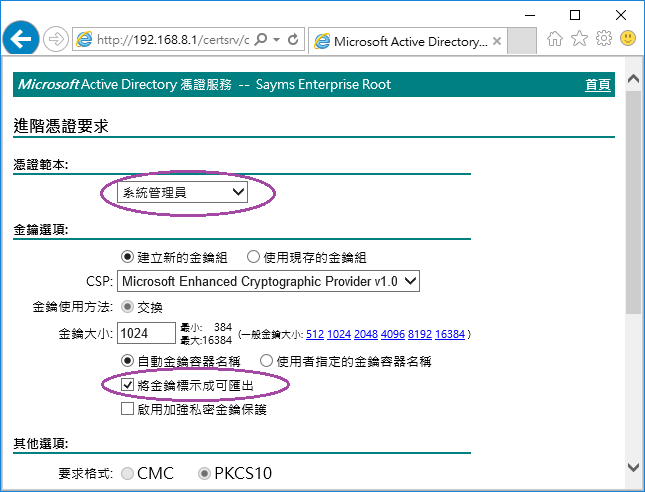 http://192.168.8.1/certsrv/c
Microsoft Active Directory...
Microsoft Active Directory 憑證服務 -- Sayms Enterprise Root 首頁
進階憑證要求
憑證範本:
系統管理員
金鑰選項:
建立新的金鑰組 使用現存的金鑰組
CSP: Microsoft Enhanced Cryptographic Provider v1.0
金鑰使用方法: 交換
金鑰大小: 1024 最小: 384
最大:16384 (一般金鑰大小: 512 1024 2048 4096 8192 16384 )
自動金鑰容器名稱 使用者指定的金鑰容器名稱
將金鑰標示成可匯出
啟用加強私密金鑰保護
其他選項:
要求格式: CMC PKCS10